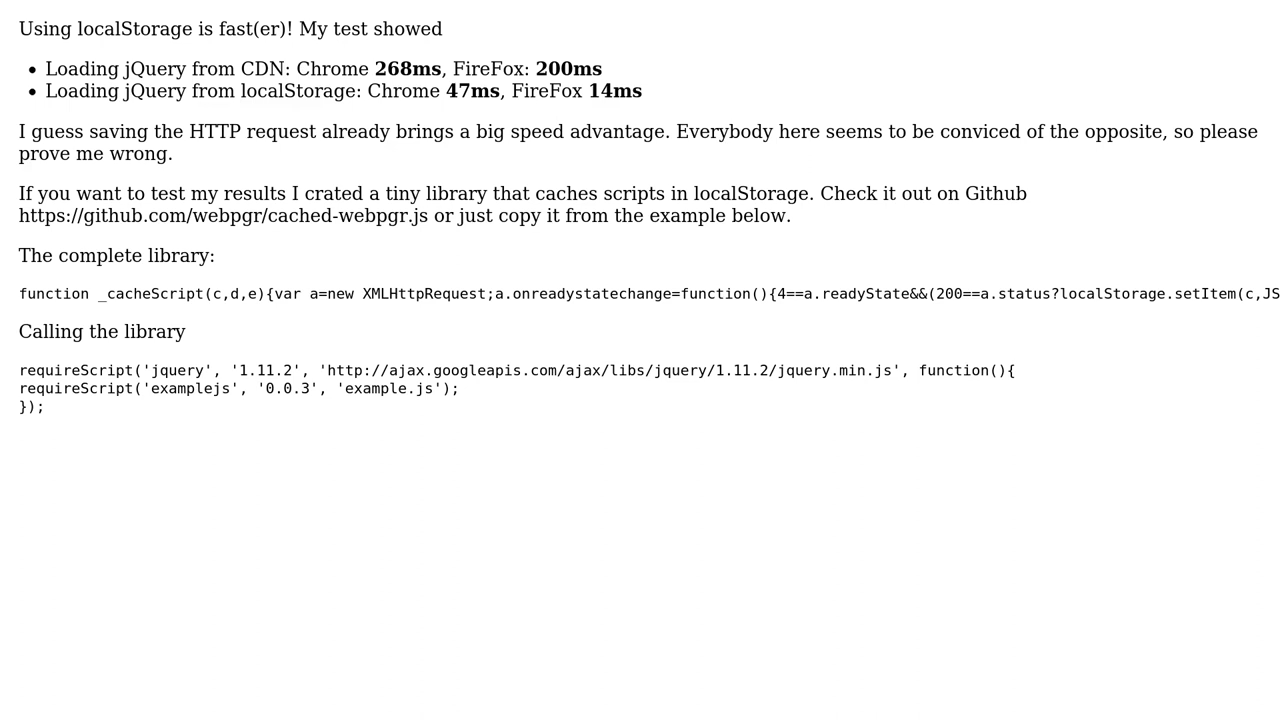 Using localStorage is fast(er)! My test showed
Loading jQuery from CDN: Chrome 268ms, FireFox: 200ms
Loading jQuery from localStorage: Chrome 47ms, FireFox 14ms
I guess saving the HTTP request already brings a big speed advantage. Everybody here seems to be conviced of the opposite, so please
prove me wrong.
If you want to test my results I crated a tiny library that caches scripts in localStorage. Check it out on Github
https://github.com/webpgr/cached-webpgr.js or just copy it from the example below.
The complete library:
function _cacheScript(c,d,e){var a=new XMLHttpRequest;a.onreadystatechange=function(){4==a.readyState&&(200==a.status?localStorage.setItem(c,JS
Calling the library
requireScript('jquery', '1.11.2', 'http://ajax.googleapis.com/ajax/libs/jquery/1.11.2/jquery.min.js', function(){
requireScript('examplejs', '0.0.3', 'example.js');
});